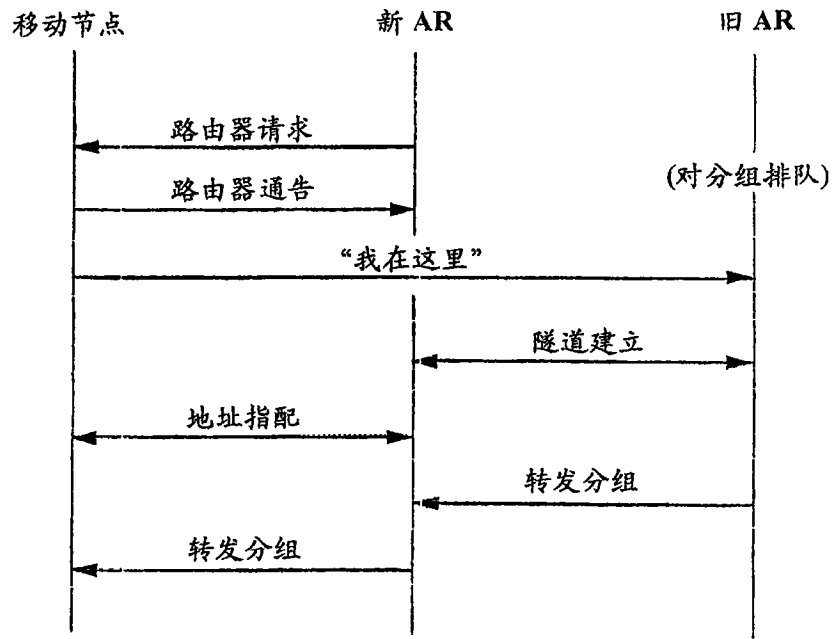 移动节点 新 AR 旧 AR
路由器请求
(对分组排队)
路由器通告
“我在这里”
隧道建立
地址指配
转发分组
转发分组